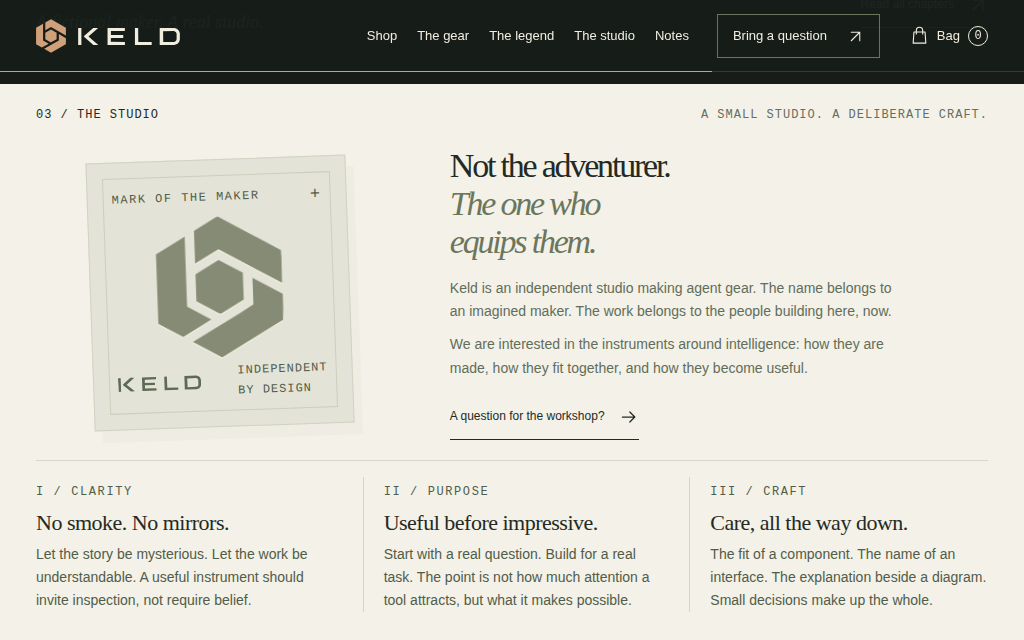 A fictional maker. A real studio.
Read all chapters
KELD
Shop
The gear
The legend
The studio
Notes
Bring a question
Bag
0
03 / THE STUDIO
A SMALL STUDIO. A DELIBERATE CRAFT.
MARK OF THE MAKER +
KELD
INDEPENDENT
BY DESIGN
Not the adventurer.
The one who
equips them.
Keld is an independent studio making agent gear. The name belongs to
an imagined maker. The work belongs to the people building here, now.
We are interested in the instruments around intelligence: how they are
made, how they fit together, and how they become useful.
A question for the workshop?
I / CLARITY
No smoke. No mirrors.
Let the story be mysterious. Let the work be
understandable. A useful instrument should
invite inspection, not require belief.
II / PURPOSE
Useful before impressive.
Start with a real question. Build for a real
task. The point is not how much attention a
tool attracts, but what it makes possible.
III / CRAFT
Care, all the way down.
The fit of a component. The name of an
interface. The explanation beside a diagram.
Small decisions make up the whole.